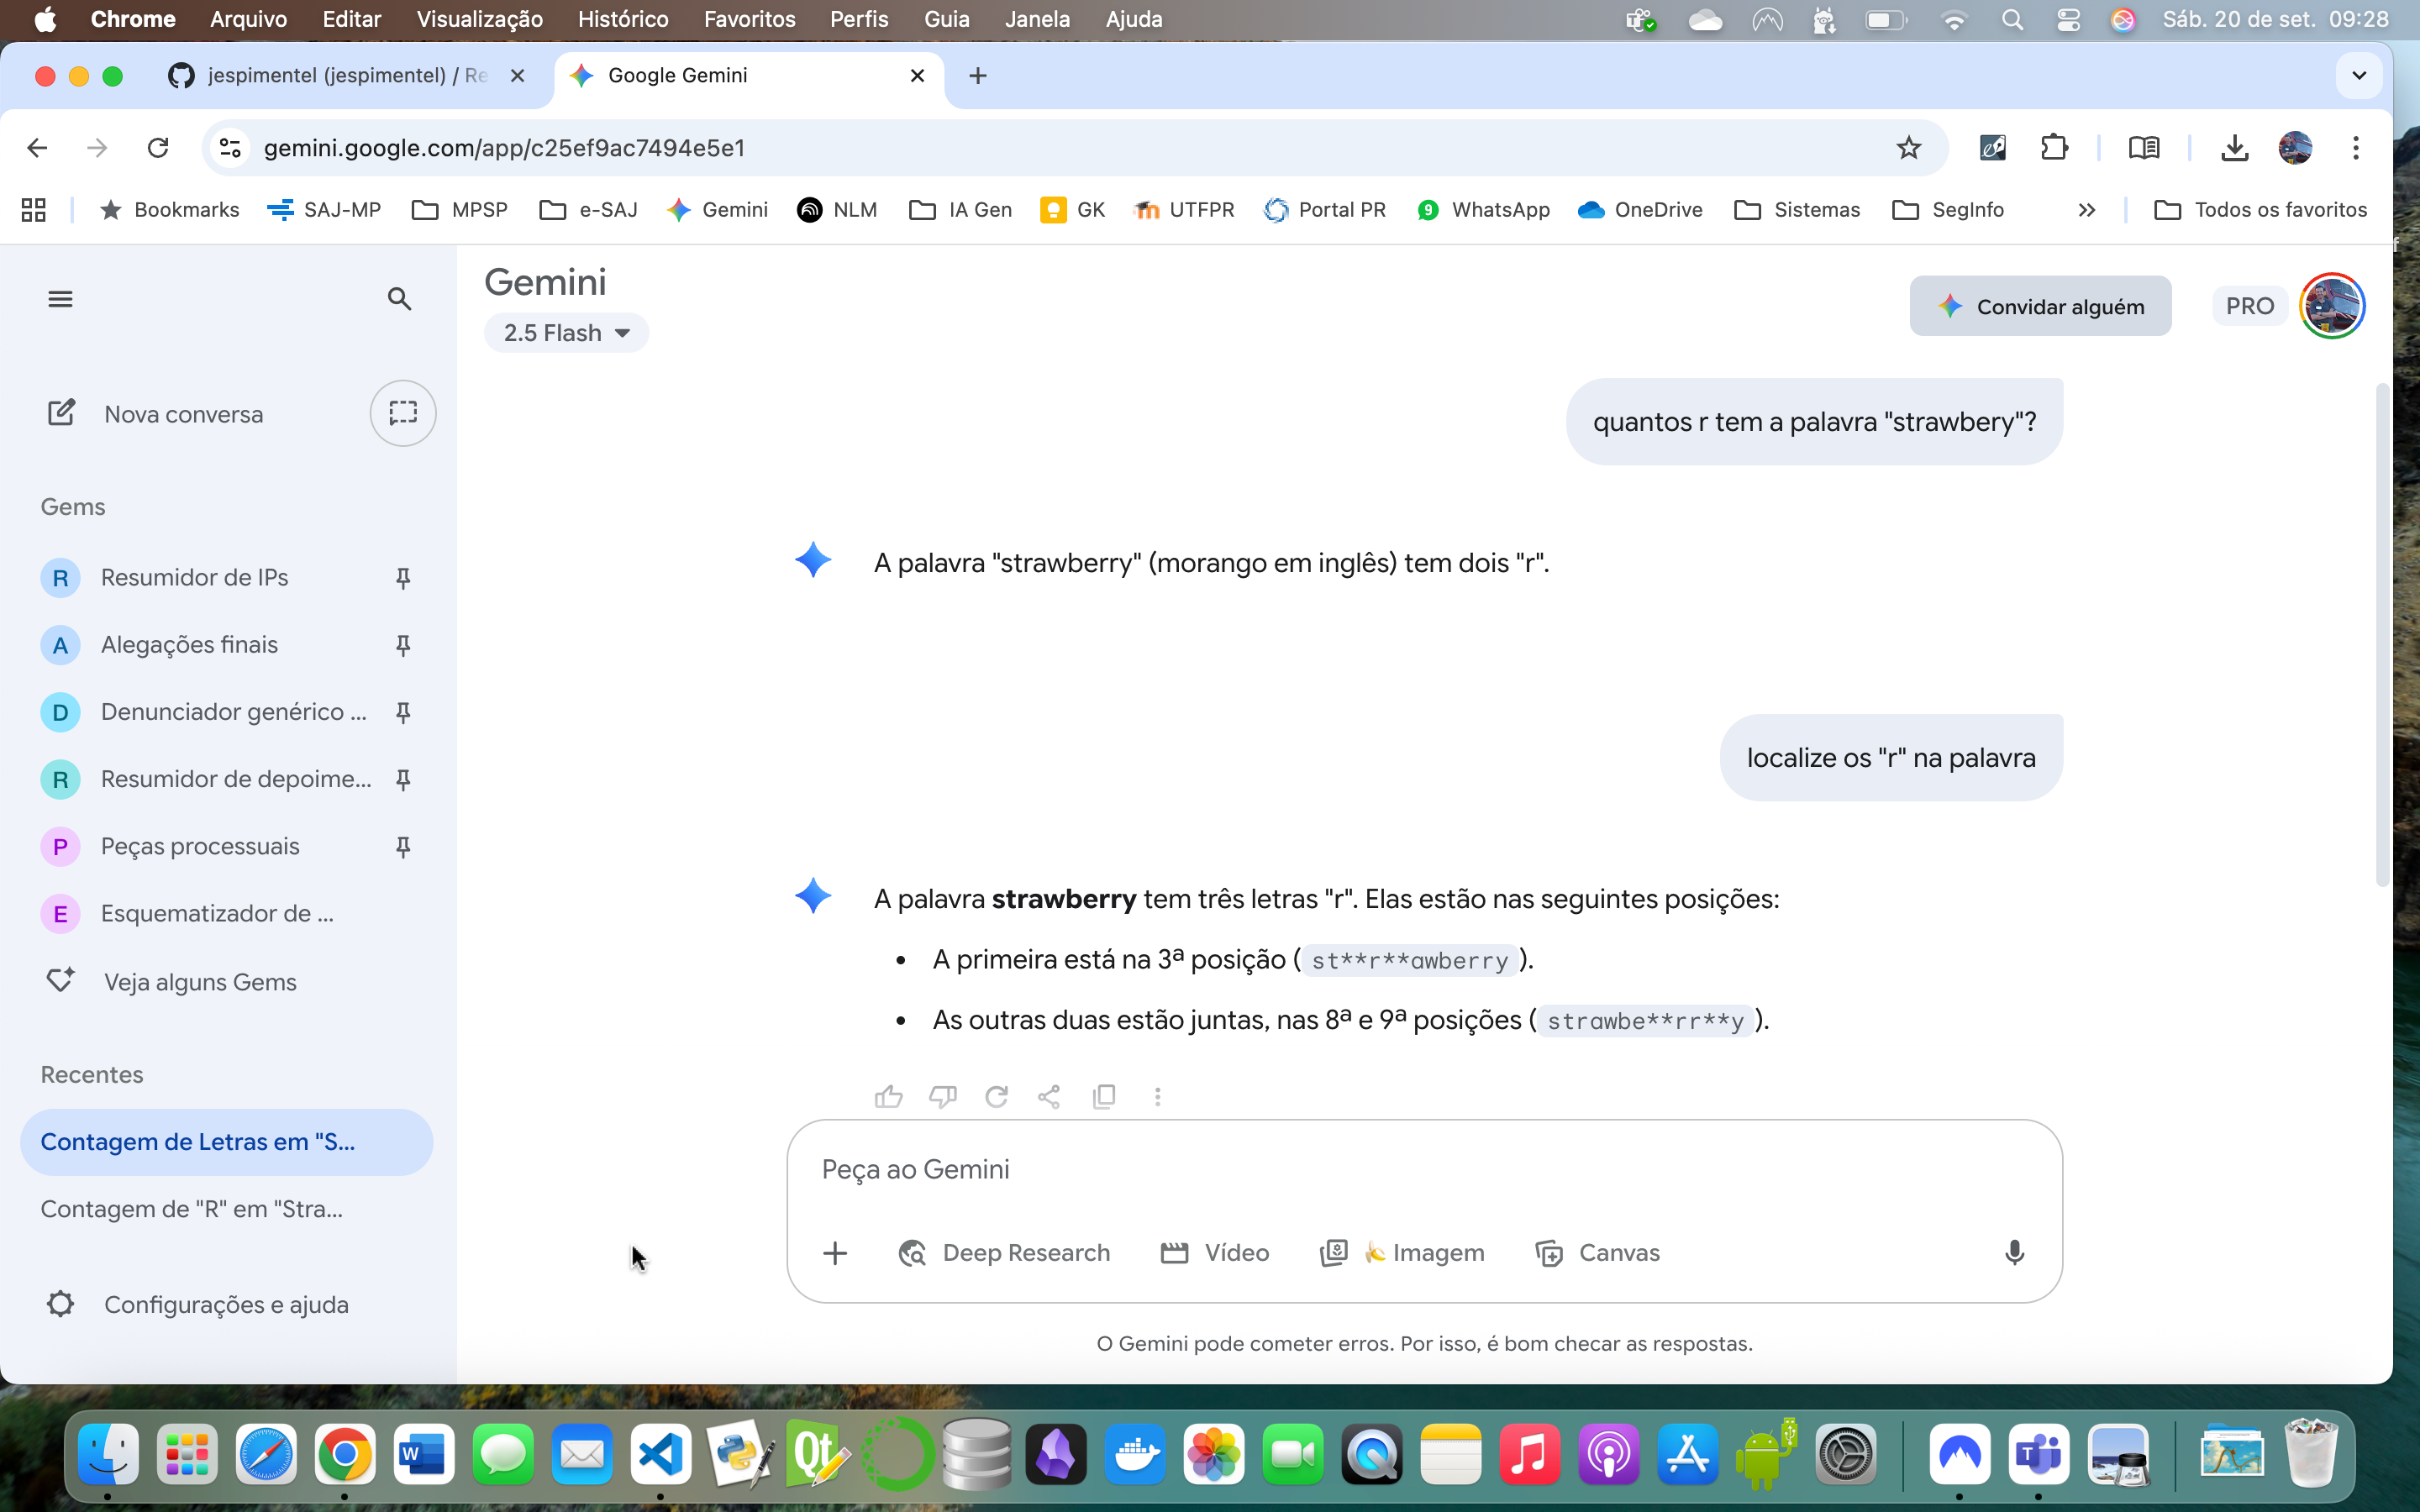 Chrome Arquivo Editar Visualização Histórico Favoritos Perfis Guia Janela Ajuda Sáb. 20 de set. 09:28
jespimentel (jespimentel) / Re Google Gemini
gemini.google.com/app/c25ef9ac7494e5e1
Bookmarks SAJ-MP MPSP e-SAJ Gemini NLM IA Gen GK UTFPR Portal PR 9 WhatsApp OneDrive Sistemas SegInfo » Todos os favoritos
Gemini
2.5 Flash
Convidar alguém
PRO
Nova conversa
Gems
R Resumidor de IPs
A Alegações finais
D Denunciador genérico ...
R Resumidor de depoime...
P Peças processuais
E Esquematizador de ...
Veja alguns Gems
Recentes
Contagem de Letras em "S...
Contagem de "R" em "Stra...
Configurações e ajuda
quantos r tem a palavra "strawbery"?
A palavra "strawberry" (morango em inglês) tem dois "r".
localize os "r" na palavra
A palavra strawberry tem três letras "r". Elas estão nas seguintes posições:
• A primeira está na 3ª posição ( st**r**awberry ).
• As outras duas estão juntas, nas 8ª e 9ª posições ( strawbe**rr**y ).
Peça ao Gemini
Deep Research Vídeo Imagem Canvas
O Gemini pode cometer erros. Por isso, é bom checar as respostas.
W Qt T